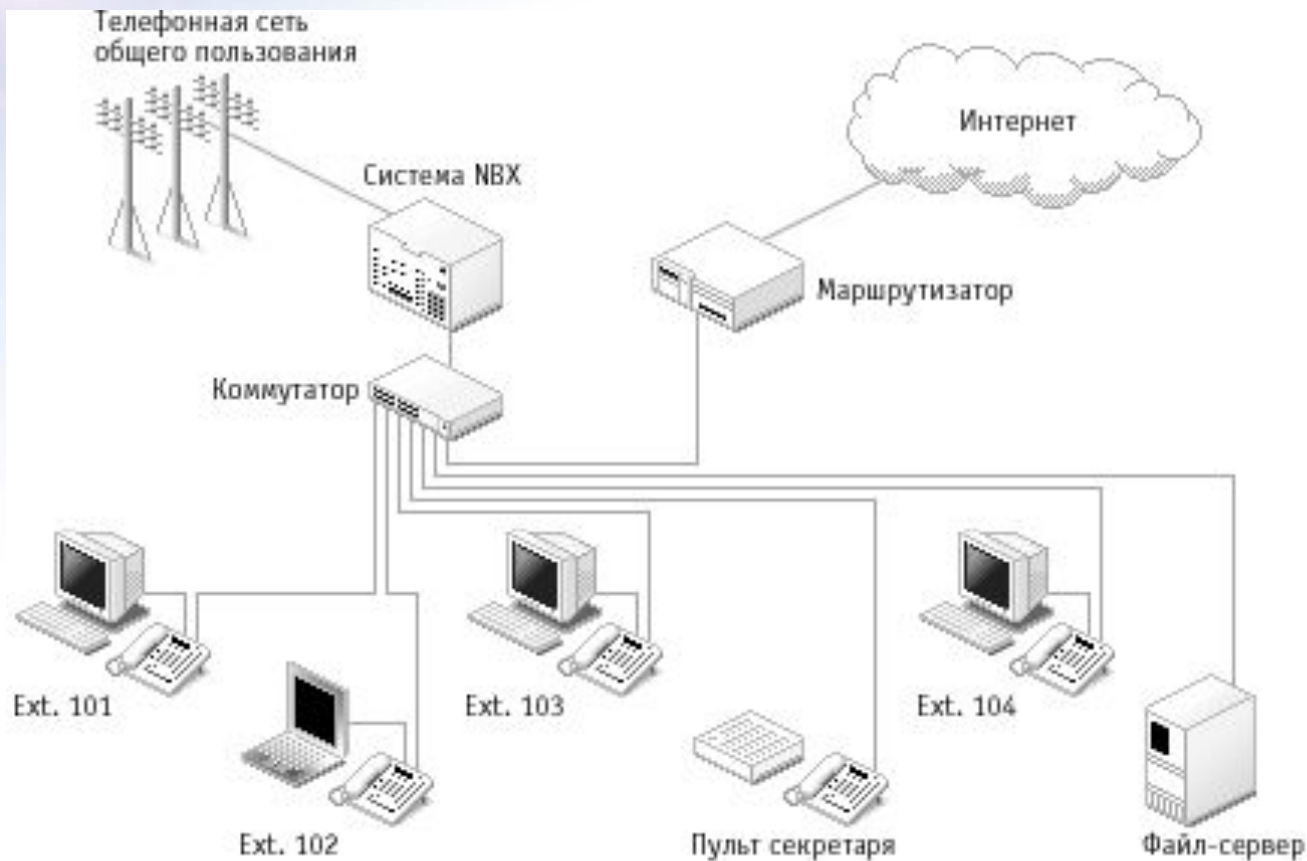 Телефонная сеть
общего пользования
Интернет
Система NBX
Маршрутизатор
Коммутатор
Ext. 101
Ext. 103
Ext. 104
Ext. 102
Пульт секретаря
Файл-сервер